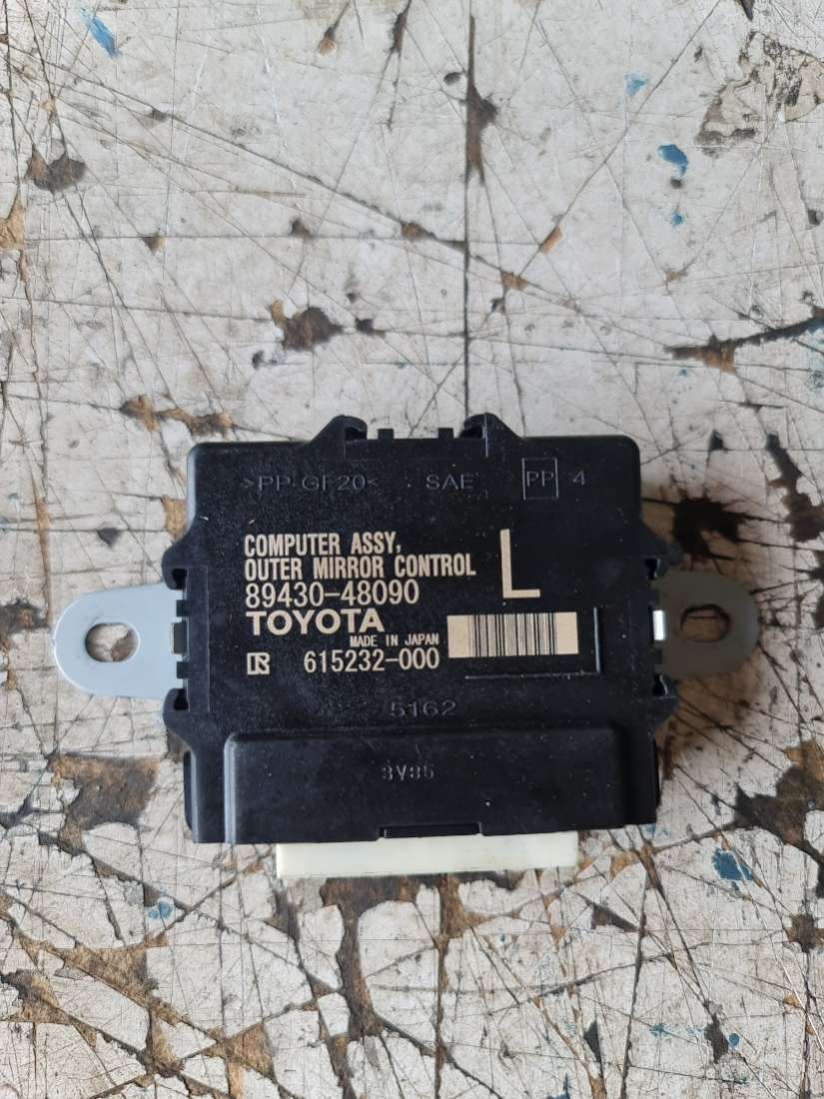 >PP-GF20< SAE PP 4
COMPUTER ASSY,
OUTER MIRROR CONTROL
L
89430-48090
TOYOTA
MADE IN JAPAN
615232-000
5162
3Y35